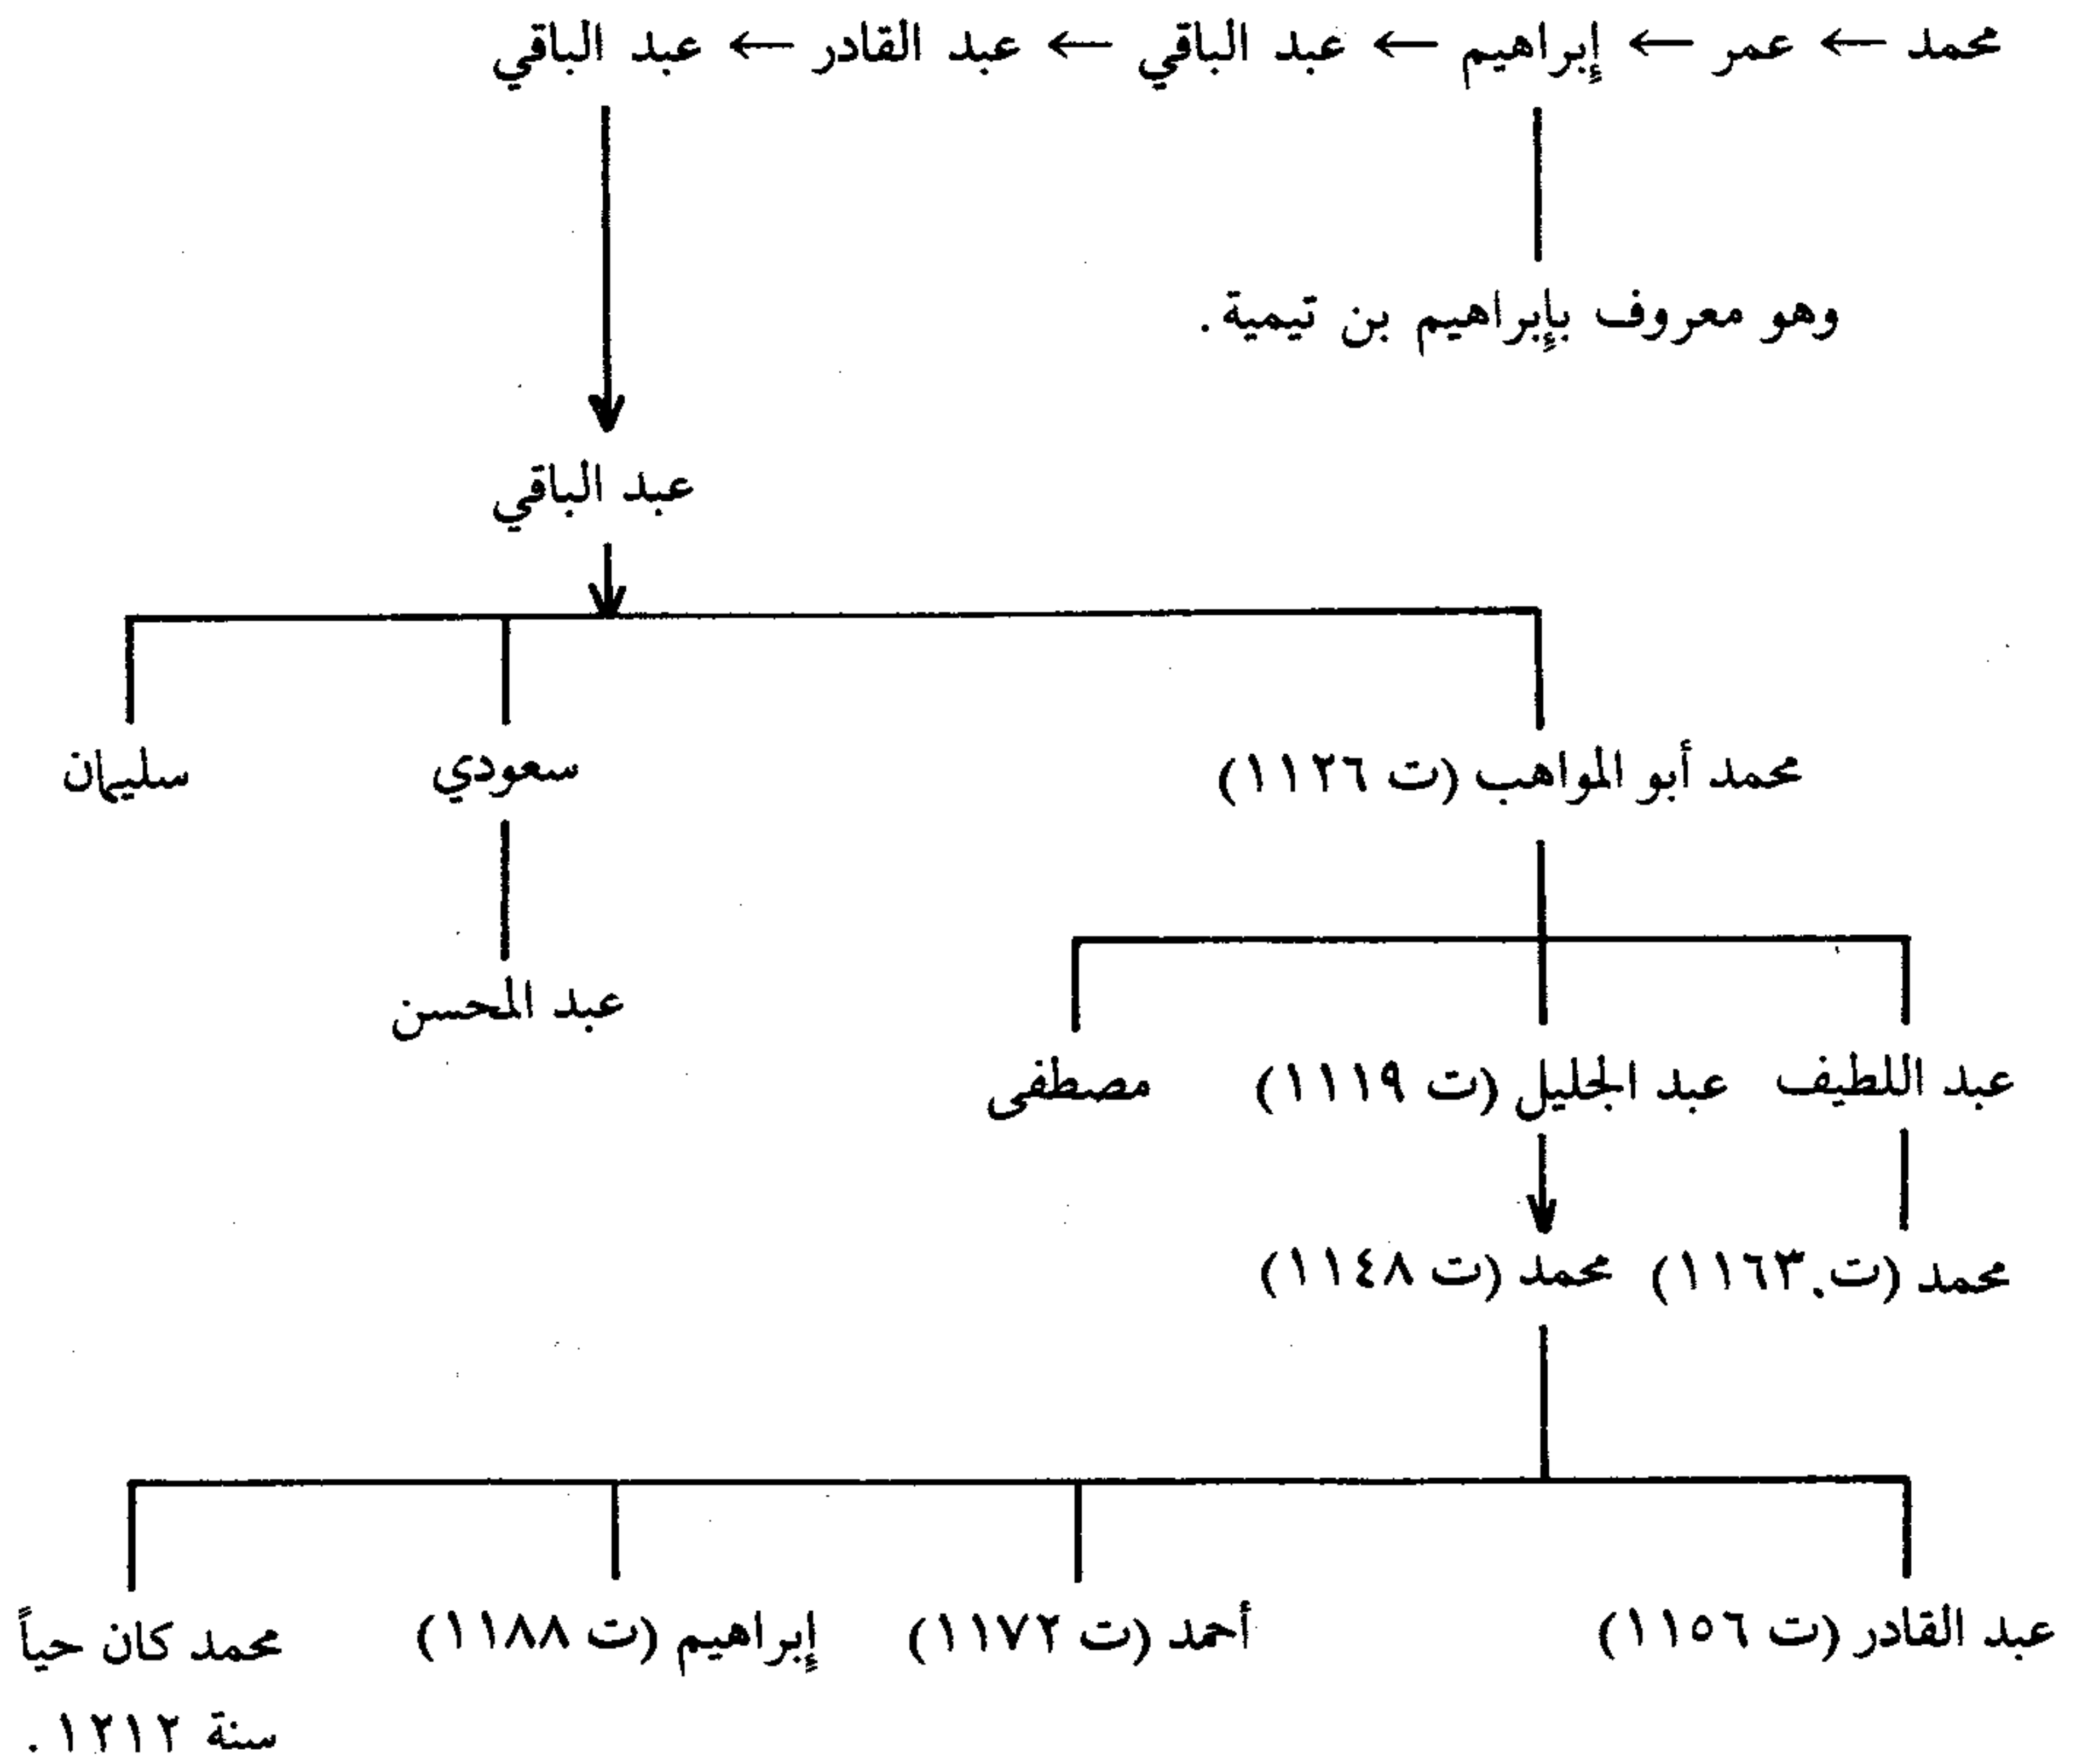 محمد ← عمر ← إبراهيم ← عبد الباقي ← عبد القادر ← عبد الباقي
وهو معروف بإبراهيم بن تيمية.
عبد الباقي
محمد أبو المواهب (ت ١١٢٦) سعودي سليمان
عبد المحسن
عبد اللطيف عبد الجليل (ت ١١١٩) مصطفى
محمد (ت.١١٦٣) محمد (ت ١١٤٨)
عبد القادر (ت ١١٥٦) أحمد (ت ١١٧٢) إبراهيم (ت ١١٨٨) محمد كان حياً
سنة ١٢١٢.